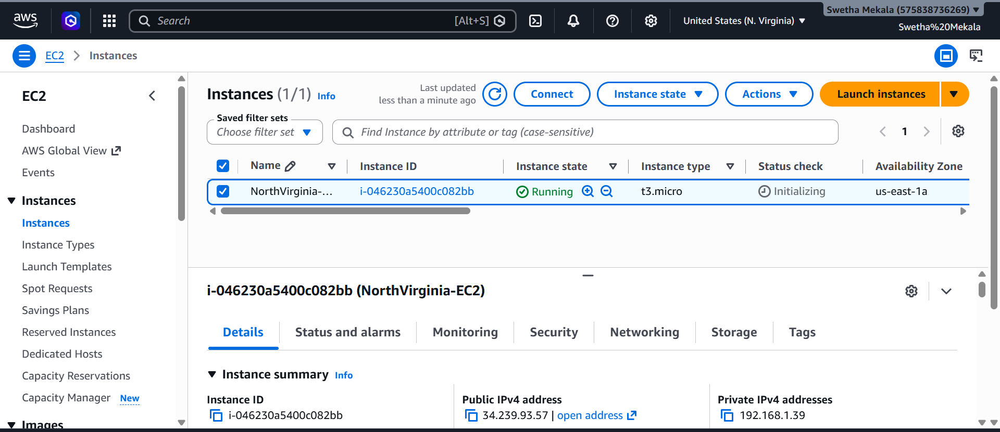 aws
Search
[Alt+S]
United States (N. Virginia)
Swetha Mekala (575838736269)
Swetha%20Mekala
EC2
Instances
EC2
Dashboard
AWS Global View
Events
Instances
Instances
Instance Types
Launch Templates
Spot Requests
Savings Plans
Reserved Instances
Dedicated Hosts
Capacity Reservations
Capacity Manager New
Images
Instances (1/1) Info
Last updated
less than a minute ago
Connect
Instance state
Actions
Launch instances
Saved filter sets
Choose filter set
Find Instance by attribute or tag (case-sensitive)
1
Name Instance ID Instance state Instance type Status check Availability Zone
NorthVirginia-... i-046230a5400c082bb Running t3.micro Initializing us-east-1a
i-046230a5400c082bb (NorthVirginia-EC2)
Details Status and alarms Monitoring Security Networking Storage Tags
Instance summary Info
Instance ID
i-046230a5400c082bb
Public IPv4 address
34.239.93.57 | open address
Private IPv4 addresses
192.168.1.39